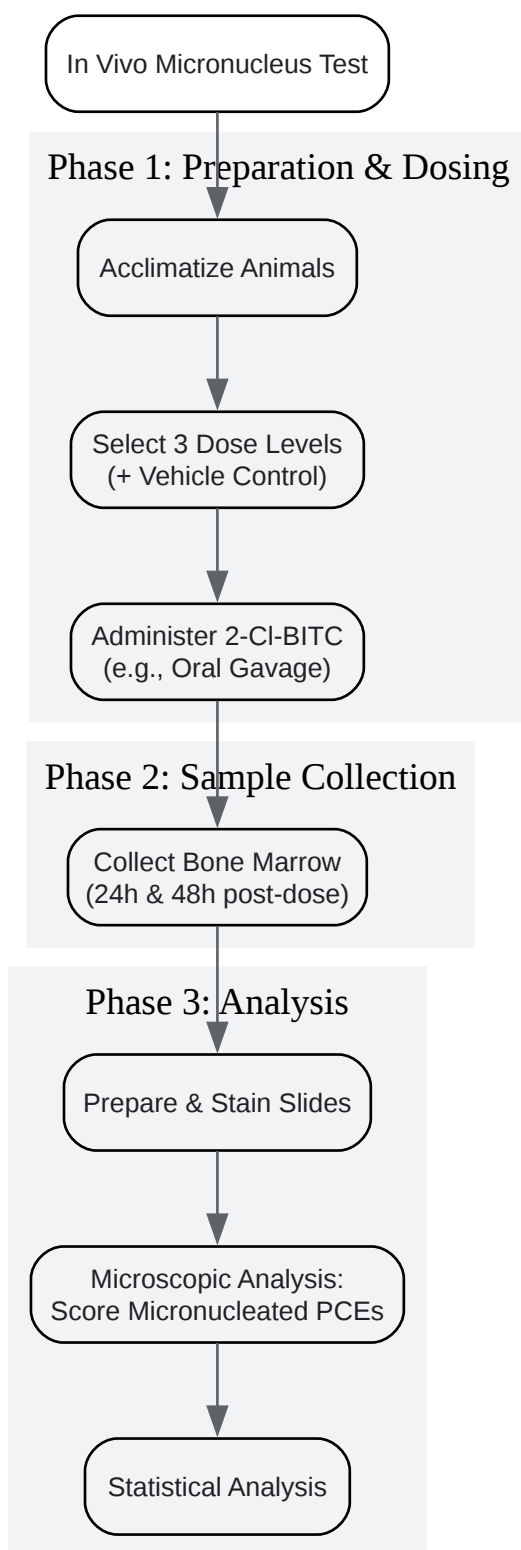 In Vivo Micronucleus Test
Phase 1: Preparation & Dosing
Acclimatize Animals
Select 3 Dose Levels
(+ Vehicle Control)
Administer 2-Cl-BITC
(e.g., Oral Gavage)
Phase 2: Sample Collection
Collect Bone Marrow
(24h & 48h post-dose)
Phase 3: Analysis
Prepare & Stain Slides
Microscopic Analysis:
Score Micronucleated PCEs
Statistical Analysis